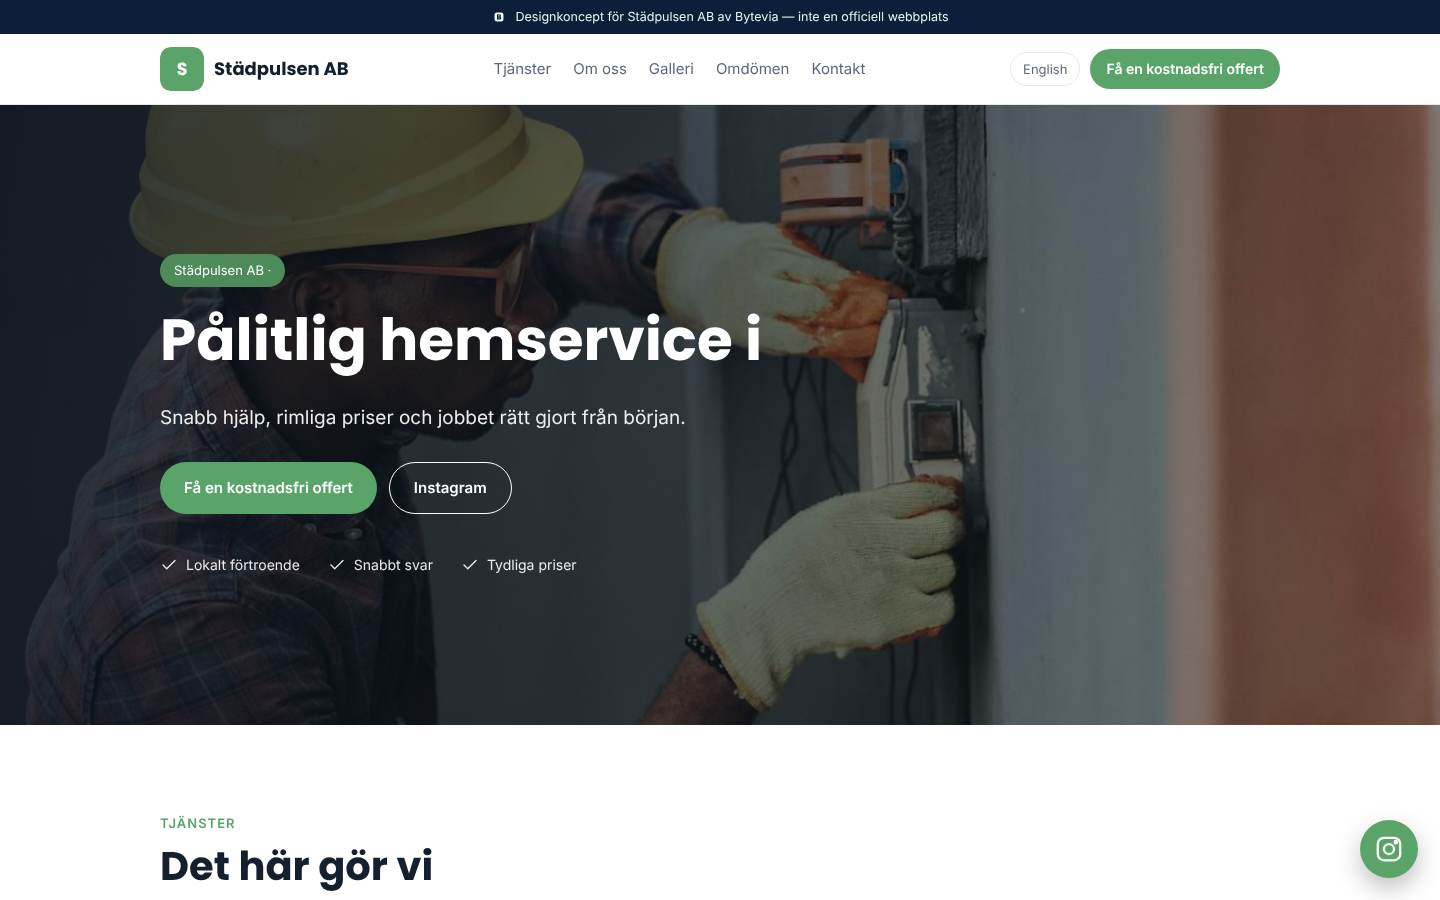 Designkoncept för Städpulsen AB av Bytevia — inte en officiell webbplats
S Städpulsen AB Tjänster Om oss Galleri Omdömen Kontakt English Få en kostnadsfri offert
Städpulsen AB ·
Pålitlig hemservice i
Snabb hjälp, rimliga priser och jobbet rätt gjort från början.
Få en kostnadsfri offert Instagram
Lokalt förtroende Snabbt svar Tydliga priser
TJÄNSTER
Det här gör vi